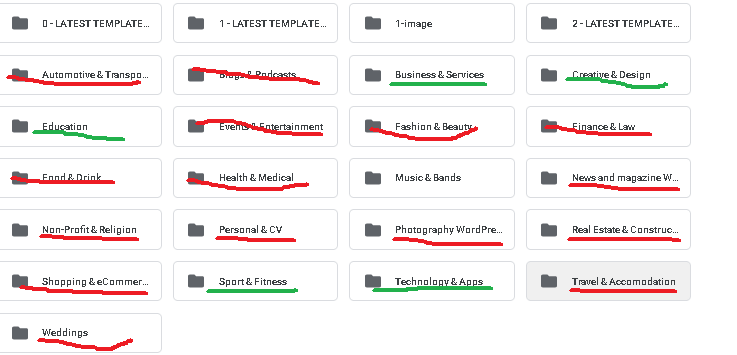 0 - LATEST TEMPLATE...
1 - LATEST TEMPLATE...
1-image
2 - LATEST TEMPLATE...
Automotive & Transpo...
Blogs & Podcasts
Business & Services
Creative & Design
Education
Events & Entertainment
Fashion & Beauty
Finance & Law
Food & Drink
Health & Medical
Music & Bands
News and magazine W...
Non-Profit & Religion
Personal & CV
Photography WordPre...
Real Estate & Construc...
Shopping & eCommer...
Sport & Fitness
Technology & Apps
Travel & Accomodation
Weddings